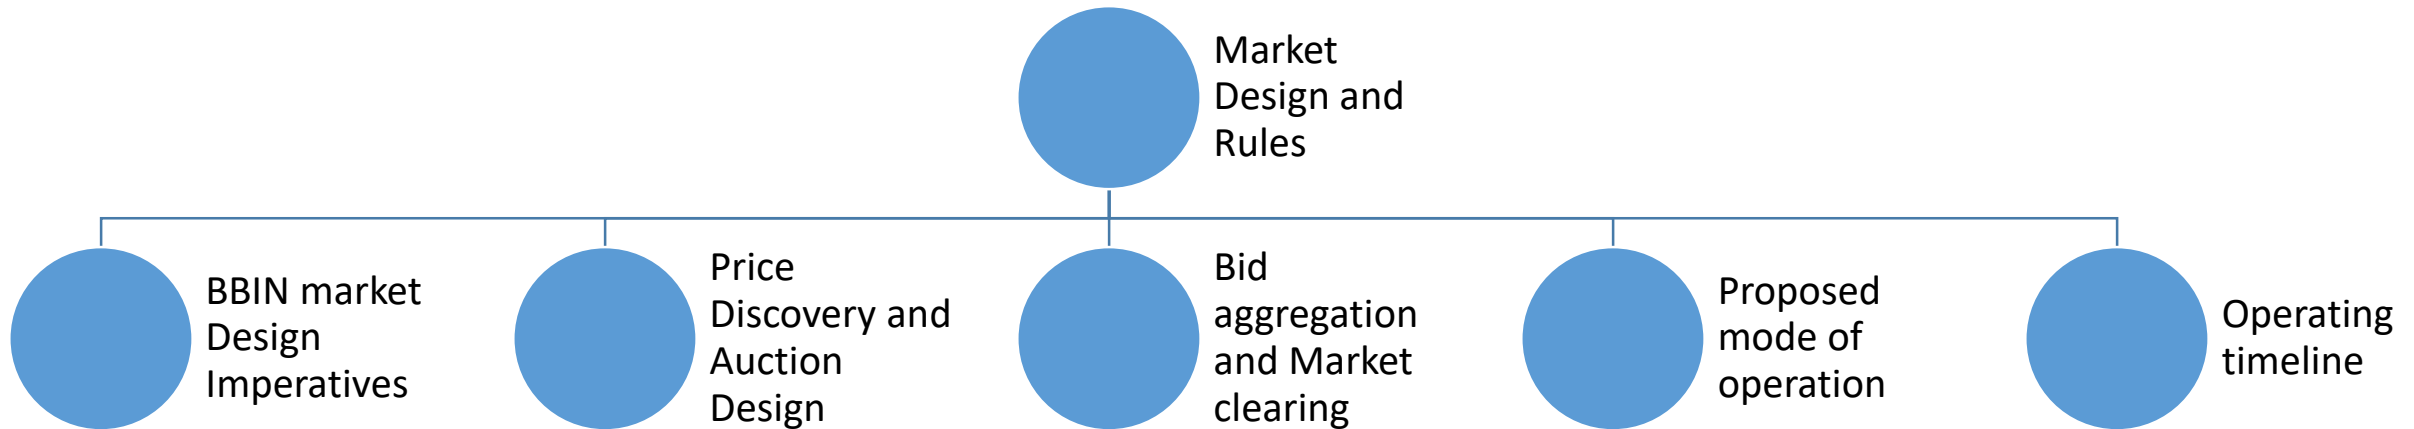 Market
Design and
Rules
BBIN market
Design
Imperatives
Price
Discovery and
Auction
Design
Bid
aggregation
and Market
clearing
Proposed
mode of
operation
Operating
timeline